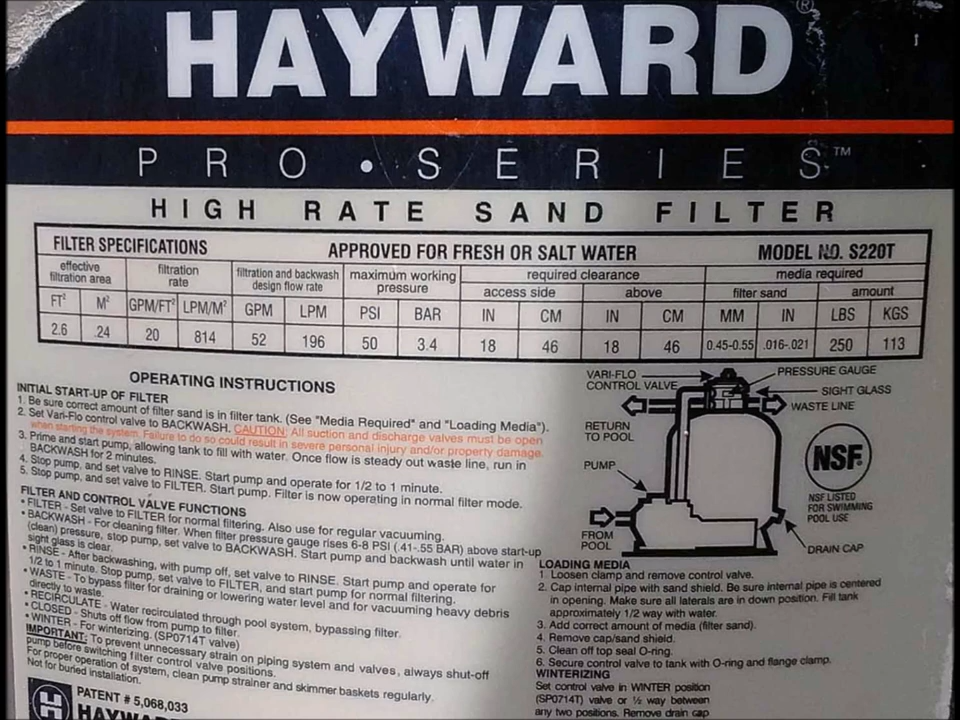 HAYWARD®
PRO•SERIES™
HIGH RATE SAND FILTER
FILTER SPECIFICATIONS APPROVED FOR FRESH OR SALT WATER MODEL NO. S220T
effective filtration area filtration rate filtration and backwash design flow rate maximum working pressure required clearance media required
access side above filter sand amount
FT² M² GPM/FT² LPM/M² GPM LPM PSI BAR IN CM IN CM MM IN LBS KGS
2.6 .24 20 814 52 196 50 3.4 18 46 18 46 0.45-0.55 .016-.021 250 113
OPERATING INSTRUCTIONS
INITIAL START-UP OF FILTER
1. Be sure correct amount of filter sand is in filter tank. (See "Media Required" and "Loading Media").
2. Set Vari-Flo control valve to BACKWASH. CAUTION: All suction and discharge valves must be open
when starting the system. Failure to do so could result in severe personal injury and/or property damage.
3. Prime and start pump, allowing tank to fill with water. Once flow is steady out waste line, run in
BACKWASH for 2 minutes.
4. Stop pump, and set valve to RINSE. Start pump and operate for 1/2 to 1 minute.
5. Stop pump, and set valve to FILTER. Start pump. Filter is now operating in normal filter mode.
FILTER AND CONTROL VALVE FUNCTIONS
• FILTER - Set valve to FILTER for normal filtering. Also use for regular vacuuming.
• BACKWASH - For cleaning filter. When filter pressure gauge rises 6-8 PSI (.41-.55 BAR) above start-up
(clean) pressure, stop pump, set valve to BACKWASH. Start pump and backwash until water in
sight glass is clear.
• RINSE - After backwashing, with pump off, set valve to RINSE. Start pump and operate for
1/2 to 1 minute. Stop pump, set valve to FILTER, and start pump for normal filtering.
• WASTE - To bypass filter for draining or lowering water level and for vacuuming heavy debris
directly to waste.
• RECIRCULATE - Water recirculated through pool system, bypassing filter.
• CLOSED - Shuts off flow from pump to filter.
• WINTER - For winterizing. (SP0714T valve)
IMPORTANT: To prevent unnecessary strain on piping system and valves, always shut-off
pump before switching filter control valve positions.
For proper operation of system, clean pump strainer and skimmer baskets regularly.
Not for buried installation.
PATENT # 5,068,033
H HAYWARD
VARI-FLO
CONTROL VALVE
PRESSURE GAUGE
SIGHT GLASS
WASTE LINE
RETURN
TO POOL
PUMP
FROM
POOL
DRAIN CAP
NSF.
NSF LISTED
FOR SWIMMING
POOL USE
LOADING MEDIA
1. Loosen clamp and remove control valve.
2. Cap internal pipe with sand shield. Be sure internal pipe is centered
in opening. Make sure all laterals are in down position. Fill tank
approximately 1/2 way with water.
3. Add correct amount of media (filter sand).
4. Remove cap/sand shield.
5. Clean off top seal O-ring.
6. Secure control valve to tank with O-ring and flange clamp.
WINTERIZING
Set control valve in WINTER position
(SP0714T) valve or ½ way between
any two positions. Remove drain cap